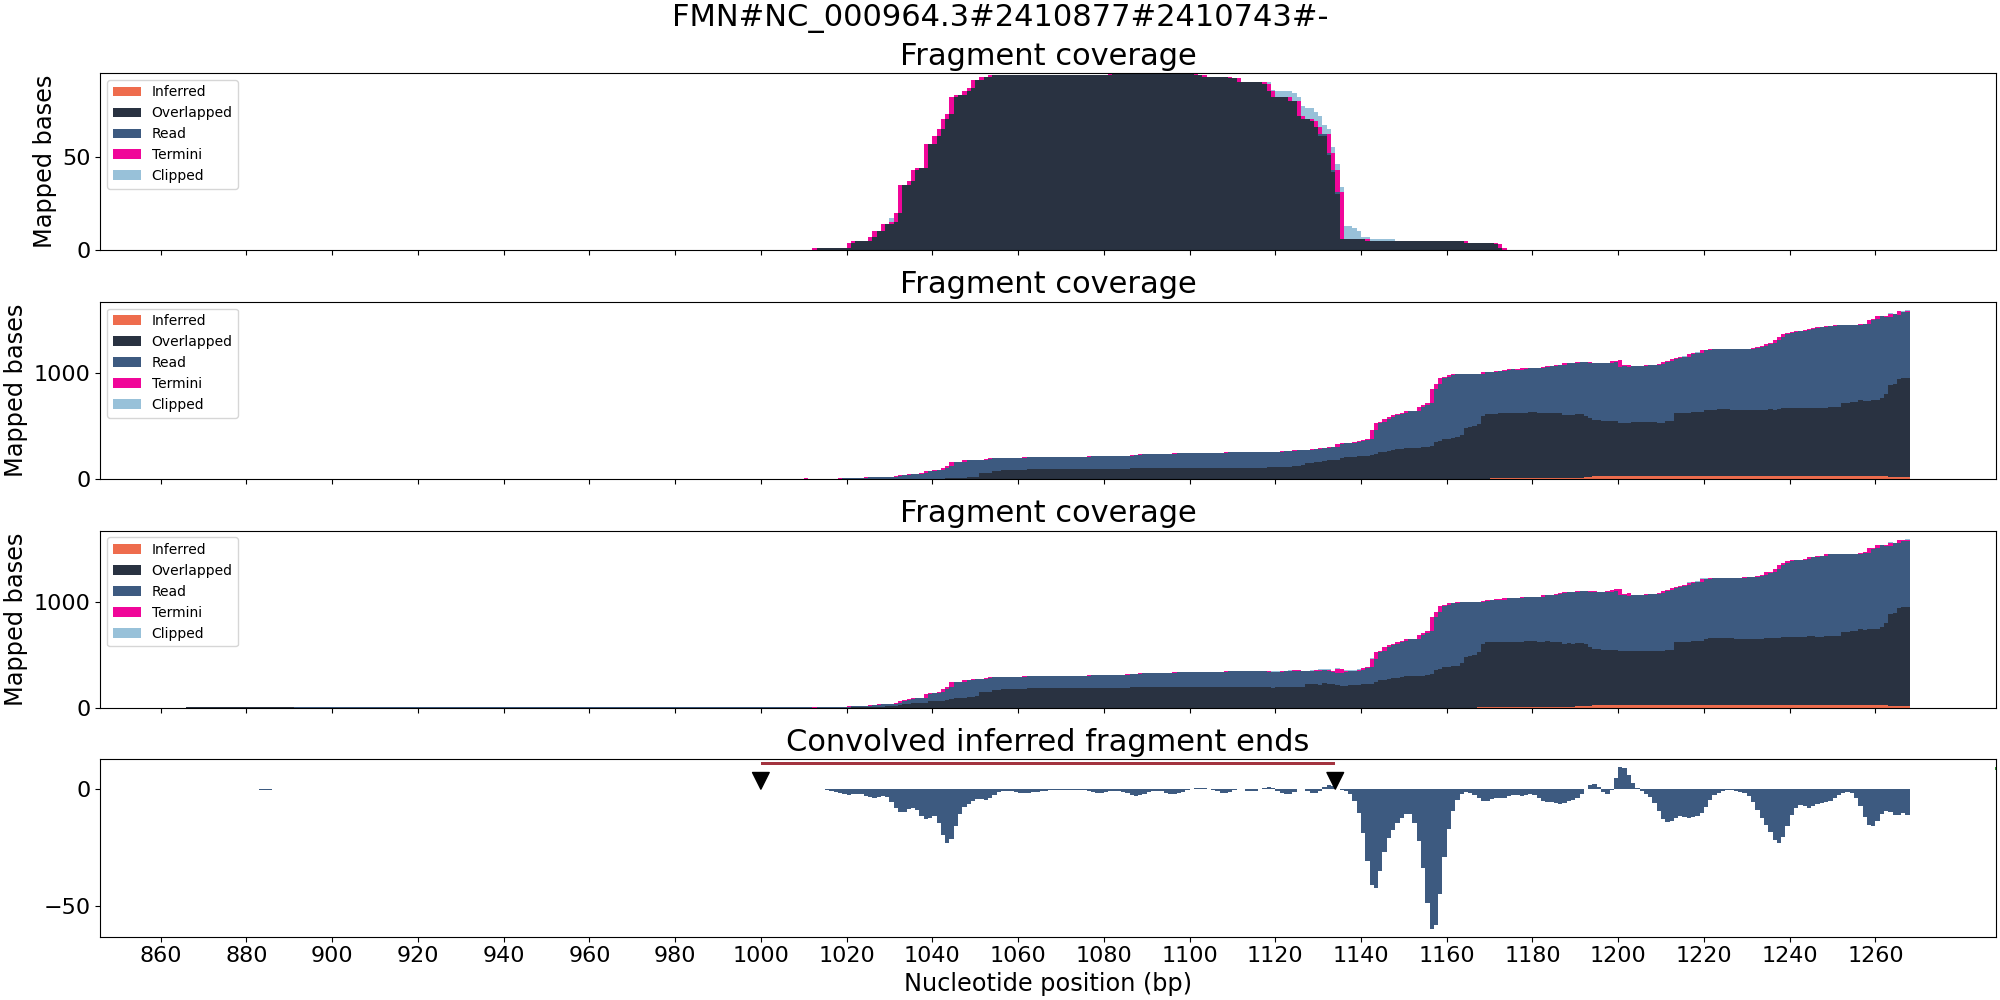 FMN#NC_000964.3#2410877#2410743#-
Fragment coverage
Mapped bases
50
0
Inferred
Overlapped
Read
Termini
Clipped
Fragment coverage
Mapped bases
1000
0
Inferred
Overlapped
Read
Termini
Clipped
Fragment coverage
Mapped bases
1000
0
Inferred
Overlapped
Read
Termini
Clipped
Convolved inferred fragment ends
0
−50
860 880 900 920 940 960 980 1000 1020 1040 1060 1080 1100 1120 1140 1160 1180 1200 1220 1240 1260
Nucleotide position (bp)